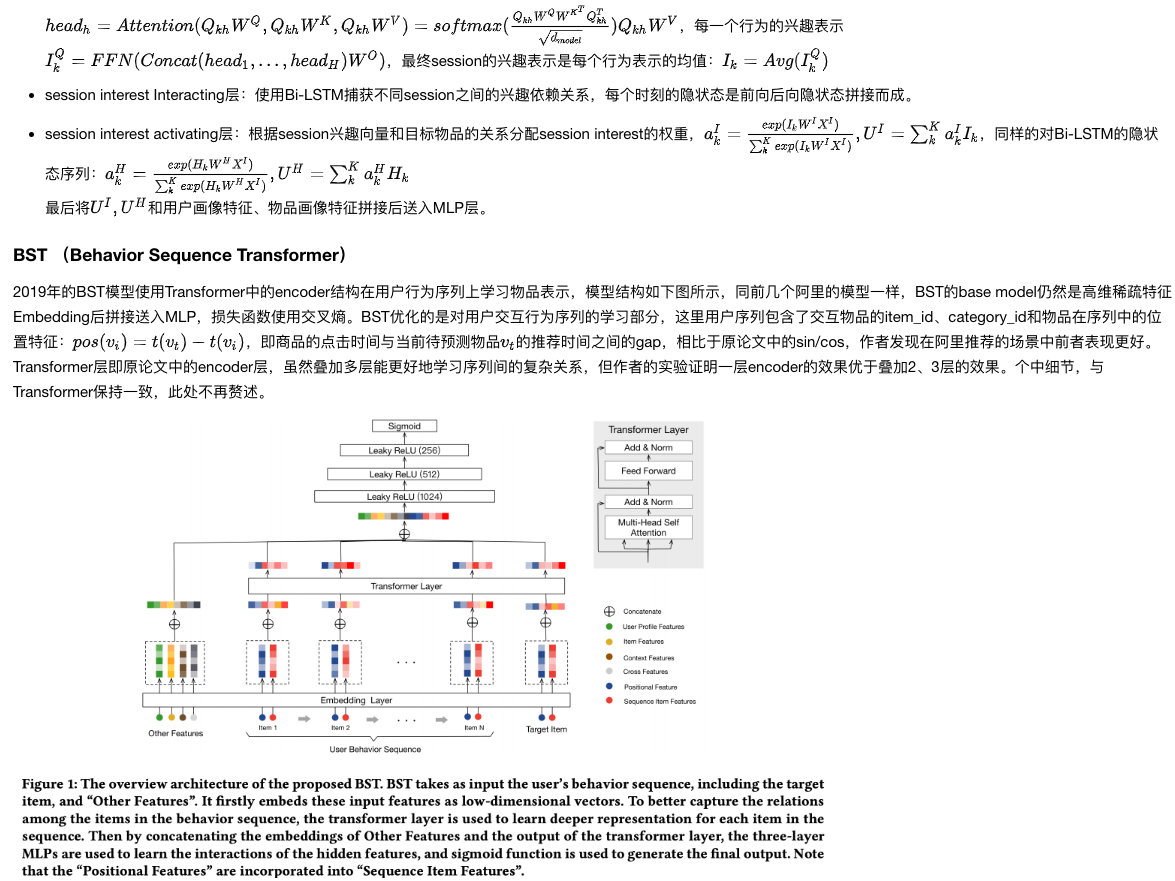 head_h = Attention(Q_{kh}W^Q, Q_{kh}W^K, Q_{kh}W^V) = softmax(\frac{Q_{kh}W^Q W^{K^T} Q_{kh}^T}{\sqrt{d_{model}}})Q_{kh}W^V，每一个行为的兴趣表示
I_k^Q = FFN(Concat(head_1, . . . , head_H)W^O)，最终session的兴趣表示是每个行为表示的均值：I_k = Avg(I_k^Q)
• session interest Interacting层：使用Bi-LSTM捕获不同session之间的兴趣依赖关系，每个时刻的隐状态是前向后向隐状态拼接而成。
• session interest activating层：根据session兴趣向量和目标物品的关系分配session interest的权重，a_k^I = \frac{exp(I_kW^IX^I)}{\sum_k^K exp(I_kW^IX^I)}, U^I = \sum_k^K a_k^I I_k，同样的对Bi-LSTM的隐状
态序列：a_k^H = \frac{exp(H_kW^HX^I)}{\sum_k^K exp(H_kW^HX^I)}, U^H = \sum_k^K a_k^H H_k
最后将U^I, U^H和用户画像特征、物品画像特征拼接后送入MLP层。
BST （Behavior Sequence Transformer）
2019年的BST模型使用Transformer中的encoder结构在用户行为序列上学习物品表示，模型结构如下图所示，同前几个阿里的模型一样，BST的base model仍然是高维稀疏特征
Embedding后拼接送入MLP，损失函数使用交叉熵。BST优化的是对用户交互行为序列的学习部分，这里用户序列包含了交互物品的item_id、category_id和物品在序列中的位
置特征：pos(v_i) = t(v_t) - t(v_i)，即商品的点击时间与当前待预测物品v_t的推荐时间之间的gap，相比于原论文中的sin/cos，作者发现在阿里推荐的场景中前者表现更好。
Transformer层即原论文中的encoder层，虽然叠加多层能更好地学习序列间的复杂关系，但作者的实验证明一层encoder的效果优于叠加2、3层的效果。个中细节，与
Transformer保持一致，此处不再赘述。
Sigmoid
Leaky ReLU (256)
Leaky ReLU (512)
Leaky ReLU (1024)
Transformer Layer
Embedding Layer
Other Features
Item 1
Item 2
. . .
Item N
Target Item
User Behavior Sequence
Transformer Layer
Add & Norm
Feed Forward
Add & Norm
Multi-Head Self
Attention
Concatenate
User Profile Features
Item Features
Context Features
Cross Features
Positional Feature
Sequence Item Features
Figure 1: The overview architecture of the proposed BST. BST takes as input the user's behavior sequence, including the target
item, and “Other Features”. It firstly embeds these input features as low-dimensional vectors. To better capture the relations
among the items in the behavior sequence, the transformer layer is used to learn deeper representation for each item in the
sequence. Then by concatenating the embeddings of Other Features and the output of the transformer layer, the three-layer
MLPs are used to learn the interactions of the hidden features, and sigmoid function is used to generate the final output. Note
that the “Positional Features” are incorporated into “Sequence Item Features”.